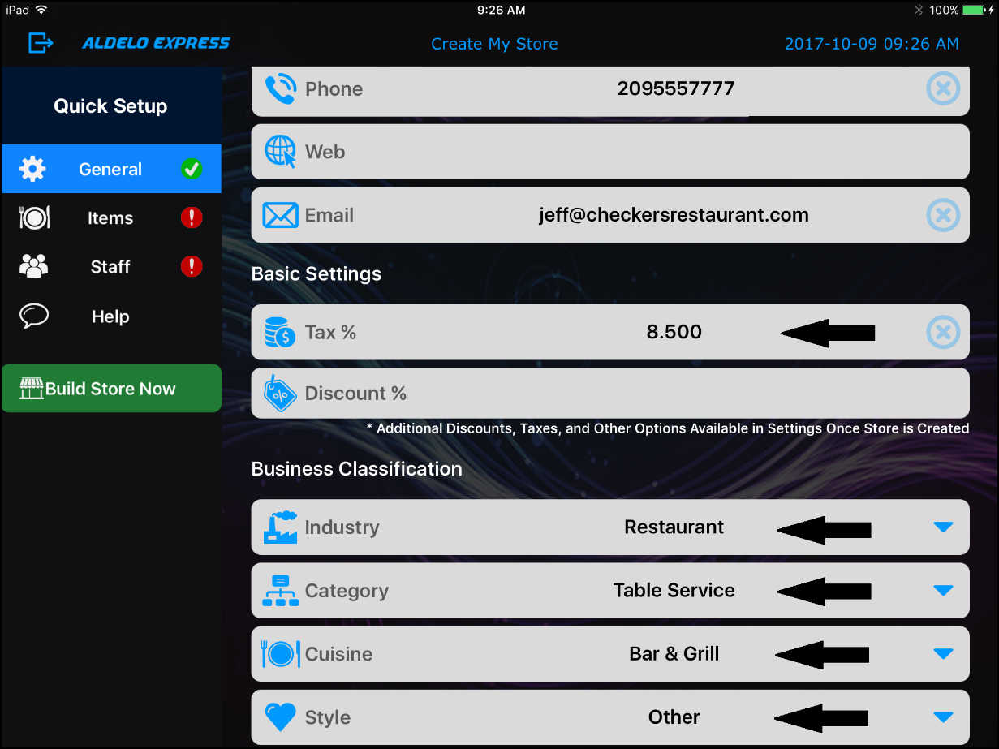 iPad 9:26 AM 100%
ALDELO EXPRESS Create My Store 2017-10-09 09:26 AM
Quick Setup
General
Items
Staff
Help
Build Store Now
Phone 2095557777
Web
Email jeff@checkersrestaurant.com
Basic Settings
Tax % 8.500
Discount %
* Additional Discounts, Taxes, and Other Options Available in Settings Once Store is Created
Business Classification
Industry Restaurant
Category Table Service
Cuisine Bar & Grill
Style Other